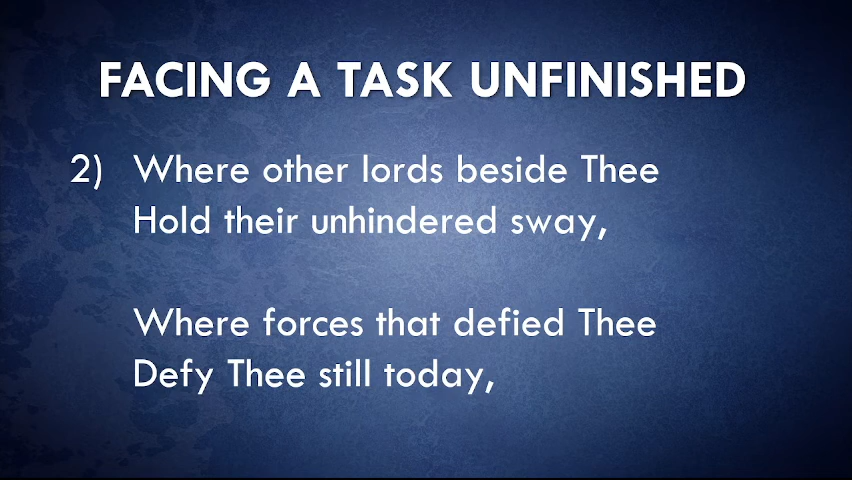 FACING A TASK UNFINISHED
2) Where other lords beside Thee
Hold their unhindered sway,
Where forces that defied Thee
Defy Thee still today,